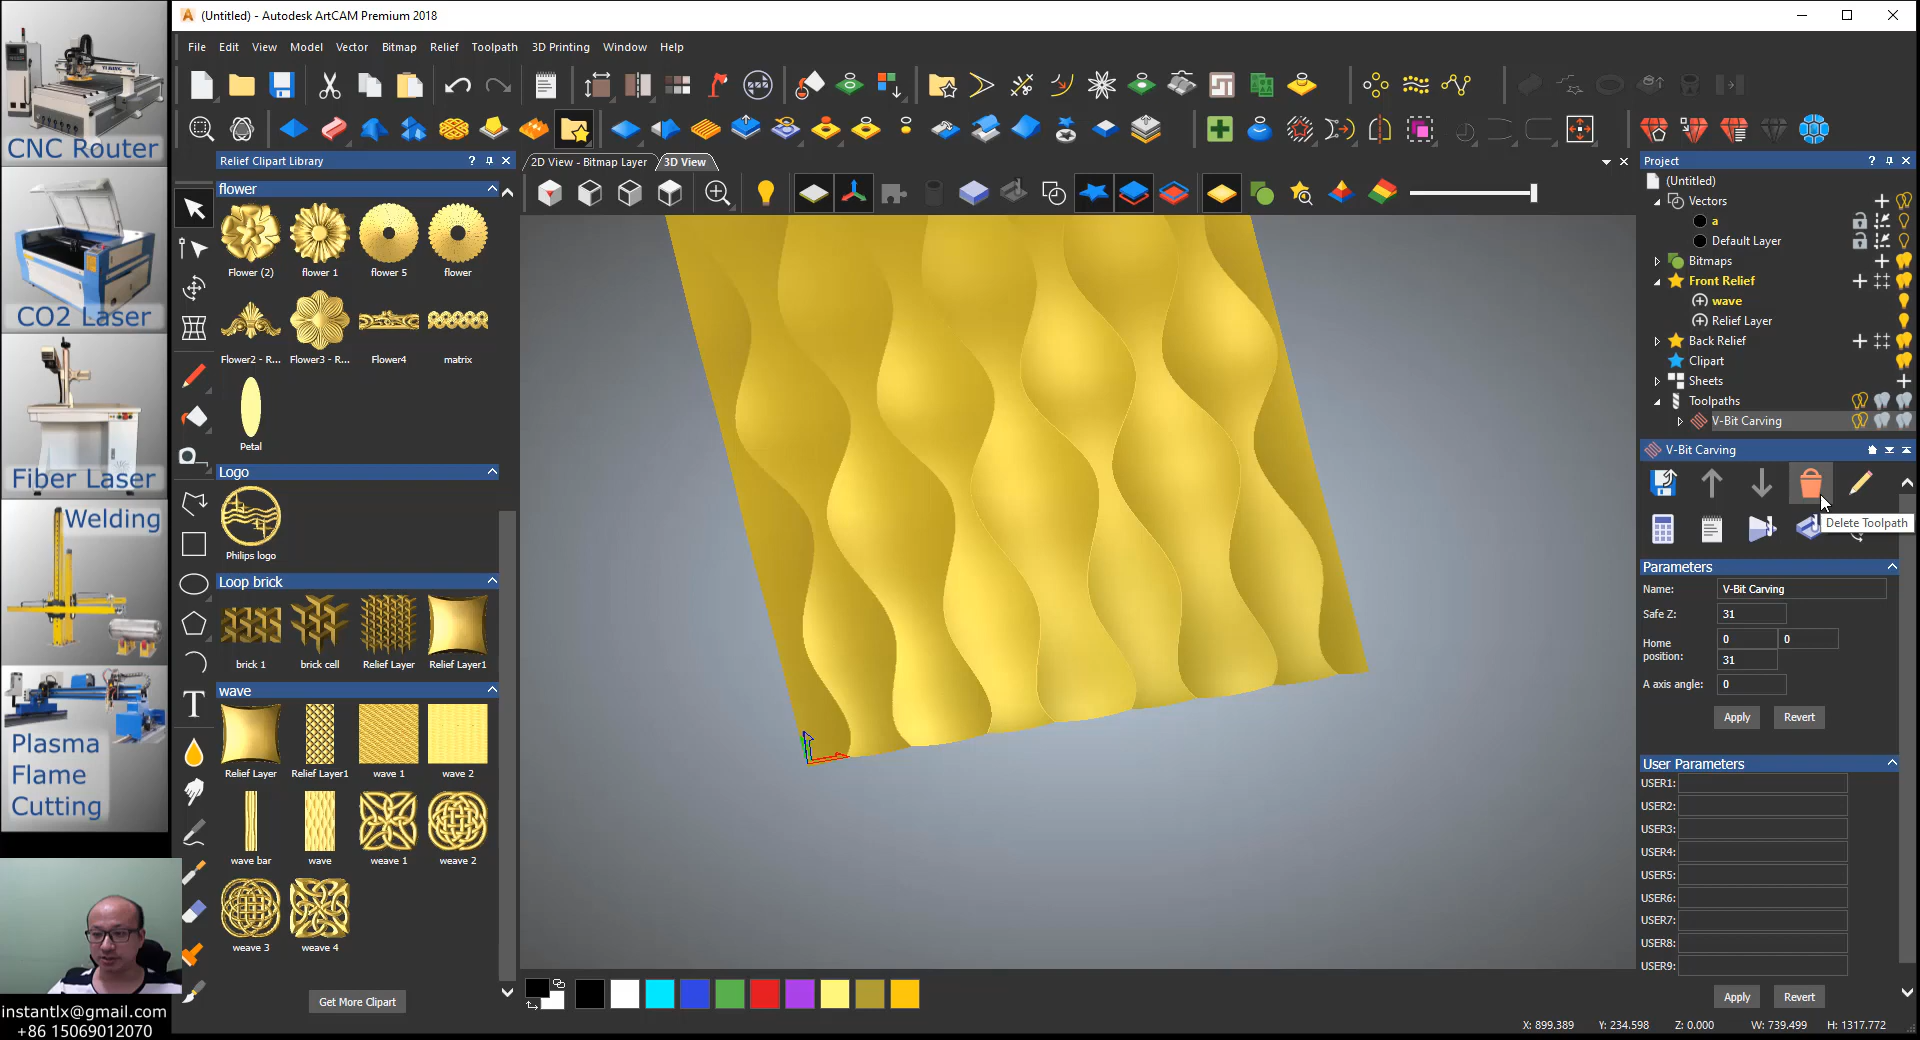 CNC Router
CO2 Laser
Fiber Laser
Welding
Plasma
Flame
Cutting
instantlx@gmail.com
+86 15069012070
(Untitled) - Autodesk ArtCAM Premium 2018
File Edit View Model Vector Bitmap Relief Toolpath 3D Printing Window Help
Relief Clipart Library
flower
Flower (2) flower 1 flower 5 flower
Flower2 - R... Flower3 - R... Flower4 matrix
Petal
Logo
Philips logo
Loop brick
brick 1 brick cell Relief Layer Relief Layer1
wave
Relief Layer Relief Layer1 wave 1 wave 2
wave bar wave weave 1 weave 2
weave 3 weave 4
Get More Clipart
2D View - Bitmap Layer 3D View
Project
(Untitled)
Vectors
a
Default Layer
Bitmaps
Front Relief
wave
Relief Layer
Back Relief
Clipart
Sheets
Toolpaths
V-Bit Carving
V-Bit Carving
Delete Toolpath
Parameters
Name: V-Bit Carving
Safe Z: 31
Home position: 0 0
31
A axis angle: 0
Apply Revert
User Parameters
USER1:
USER2:
USER3:
USER4:
USER5:
USER6:
USER7:
USER8:
USER9:
Apply Revert
X: 899.389 Y: 234.598 Z: 0.000 W: 739.499 H: 1317.772